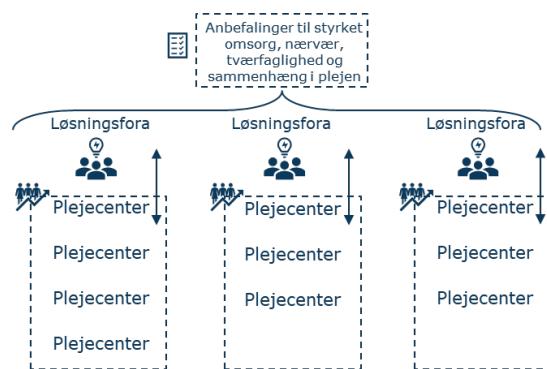 Anbefalinger til styrket
omsorg, nærvær,
tværfaglighed og
sammenhæng i plejen
Løsningsfora
Løsningsfora
Løsningsfora
Plejecenter
Plejecenter
Plejecenter
Plejecenter
Plejecenter
Plejecenter
Plejecenter
Plejecenter
Plejecenter
Plejecenter